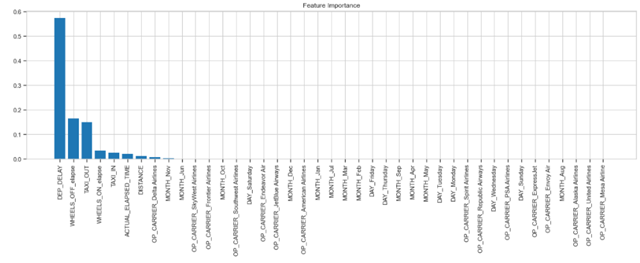 Feature Importance
0.6
0.5
0.4
0.3
0.2
0.1
0.0
DEP_DELAY
WHEELS_OFF_elapse
TAXI_OUT
WHEELS_ON_elapse
TAXI_IN
ACTUAL_ELAPSED_TIME
DISTANCE
OP_CARRIER_Delta Airlines
MONTH_Nov
MONTH_Jun
OP_CARRIER_SkyWest Airlines
OP_CARRIER_Frontier Airlines
MONTH_Oct
OP_CARRIER_Southwest Airlines
DAY_Saturday
OP_CARRIER_Endeavor Air
OP_CARRIER_JetBlue Airways
MONTH_Dec
OP_CARRIER_American Airlines
MONTH_Jan
MONTH_Jul
MONTH_Mar
MONTH_Feb
DAY_Friday
DAY_Thursday
MONTH_Sep
MONTH_Apr
MONTH_May
DAY_Tuesday
DAY_Monday
OP_CARRIER_Spirit Airlines
OP_CARRIER_Republic Airways
DAY_Wednesday
OP_CARRIER_PSA Airlines
DAY_Sunday
OP_CARRIER_ExpressJet
OP_CARRIER_Envoy Air
MONTH_Aug
OP_CARRIER_Alaska Airlines
OP_CARRIER_United Airlines
OP_CARRIER_Mesa Airline